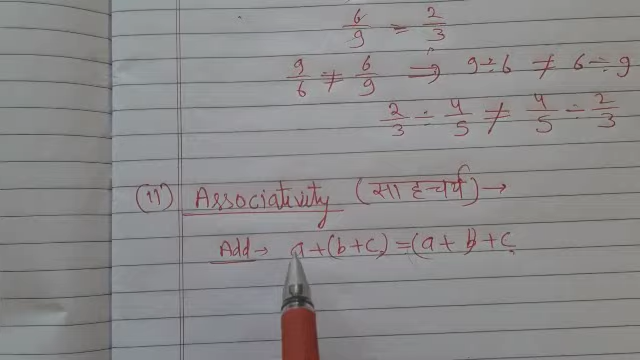 6/9 = 2/3
9/6 ≠ 6/9 ⇒ 9÷6 ≠ 6÷9
2/3 ÷ 4/5 ≠ 4/5 ÷ 2/3
(11) Associativity (साहचर्य) →
Add → a+(b+c) = (a+b)+c